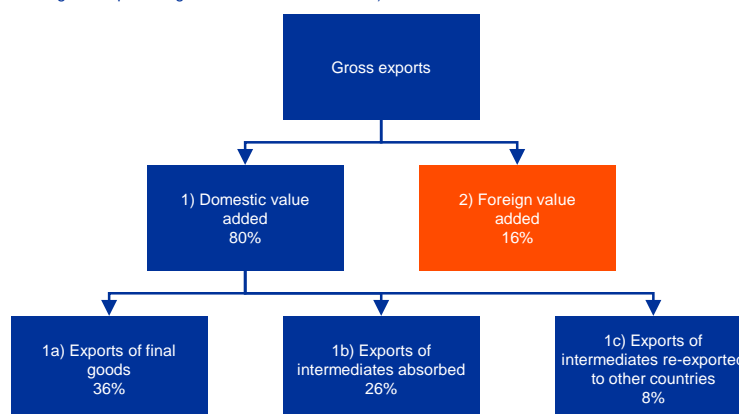 Gross exports
1) Domestic value
added
80%
2) Foreign value
added
16%
1a) Exports of final
goods
36%
1b) Exports of
intermediates absorbed
26%
1c) Exports of
intermediates re-exported
to other countries
8%